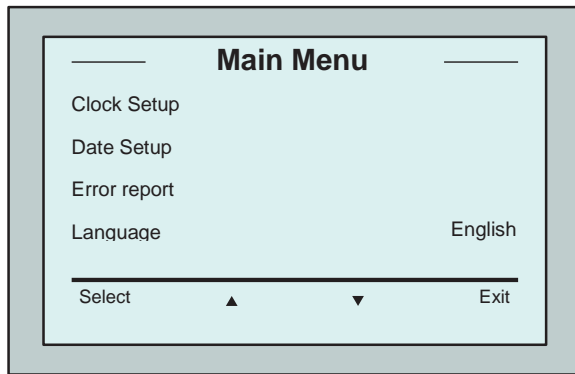 Main Menu
Clock Setup
Date Setup
Error report
Language English
Select ▲ ▼ Exit